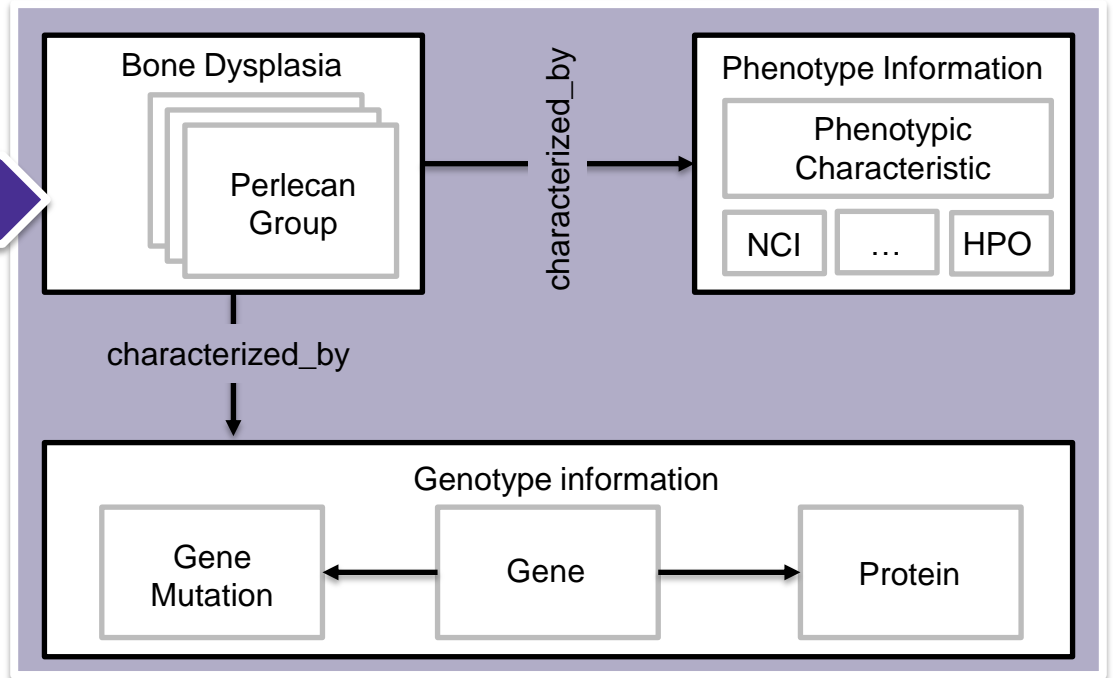 Bone Dysplasia
Perlecan
Group
characterized_by
Phenotype Information
Phenotypic
Characteristic
NCI
...
HPO
characterized_by
Genotype information
Gene
Mutation
Gene
Protein